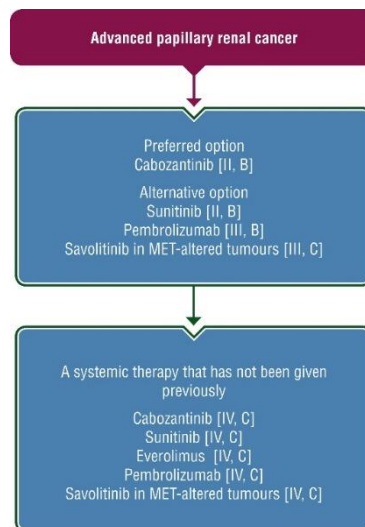 Advanced papillary renal cancer
Preferred option
Cabozantinib [II, B]
Alternative option
Sunitinib [II, B]
Pembrolizumab [III, B]
Savolitinib in MET-altered tumours [III, C]
A systemic therapy that has not been given
previously
Cabozantinib [IV, C]
Sunitinib [IV, C]
Everolimus [IV, C]
Pembrolizumab [IV, C]
Savolitinib in MET-altered tumours [IV, C]